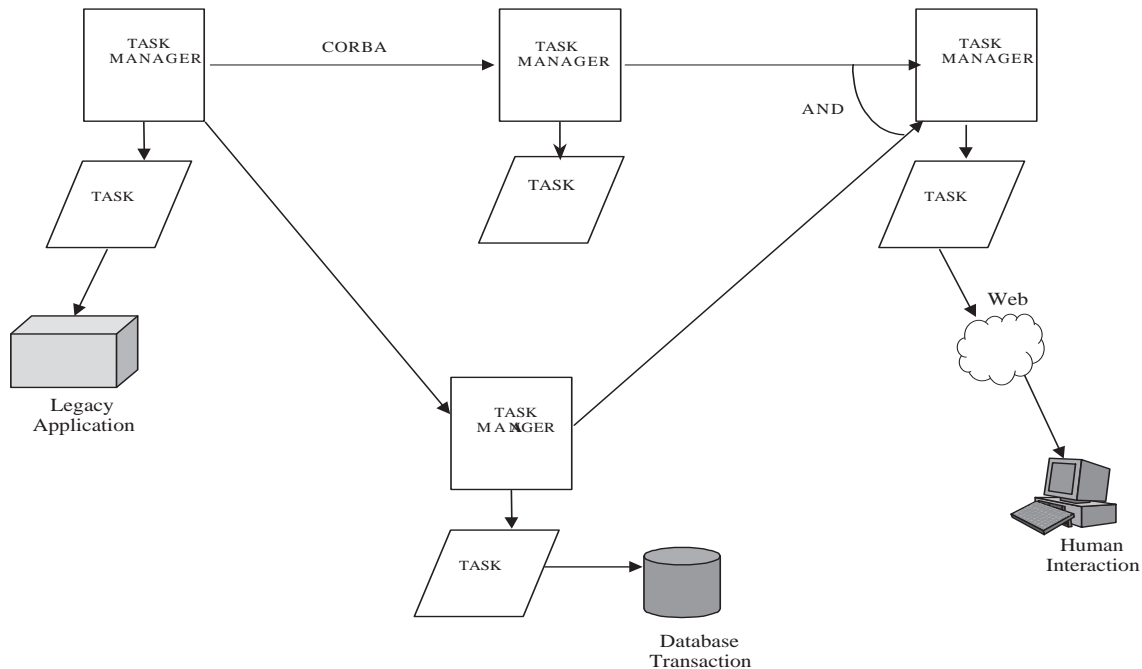 TASK
MANAGER
CORBA
TASK
MANAGER
TASK
MANAGER
AND
TASK
TASK
TASK
Web
Legacy
Application
TASK
MANAGER
Human
Interaction
TASK
Database
Transaction